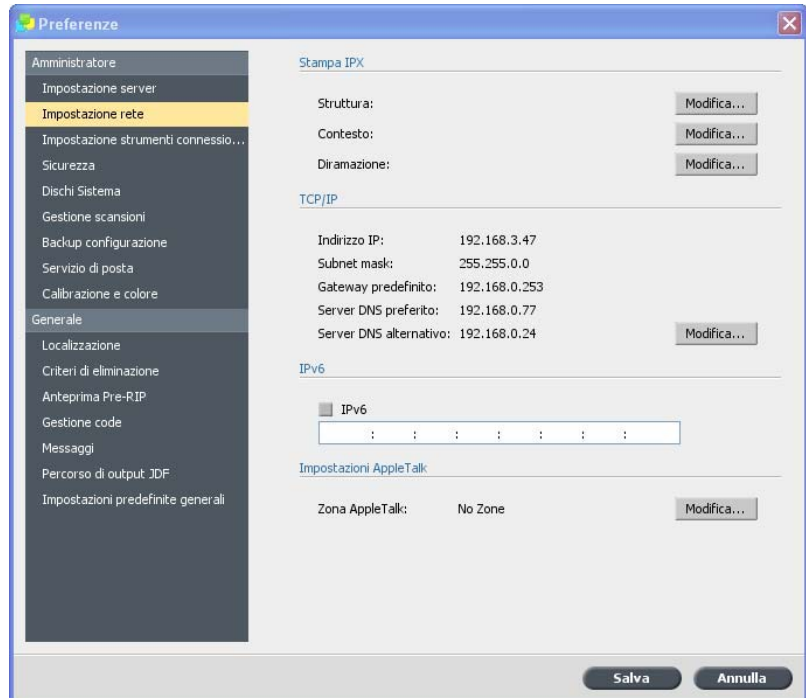 Preferenze
Amministratore
Impostazione server
Impostazione rete
Impostazione strumenti connessio...
Sicurezza
Dischi Sistema
Gestione scansioni
Backup configurazione
Servizio di posta
Calibrazione e colore
Generale
Localizzazione
Criteri di eliminazione
Anteprima Pre-RIP
Gestione code
Messaggi
Percorso di output JDF
Impostazioni predefinite generali
Stampa IPX
Struttura: Modifica...
Contesto: Modifica...
Diramazione: Modifica...
TCP/IP
Indirizzo IP: 192.168.3.47
Subnet mask: 255.255.0.0
Gateway predefinito: 192.168.0.253
Server DNS preferito: 192.168.0.77
Server DNS alternativo: 192.168.0.24 Modifica...
IPv6
IPv6
: : : : : : :
Impostazioni AppleTalk
Zona AppleTalk: No Zone Modifica...
Salva Annulla